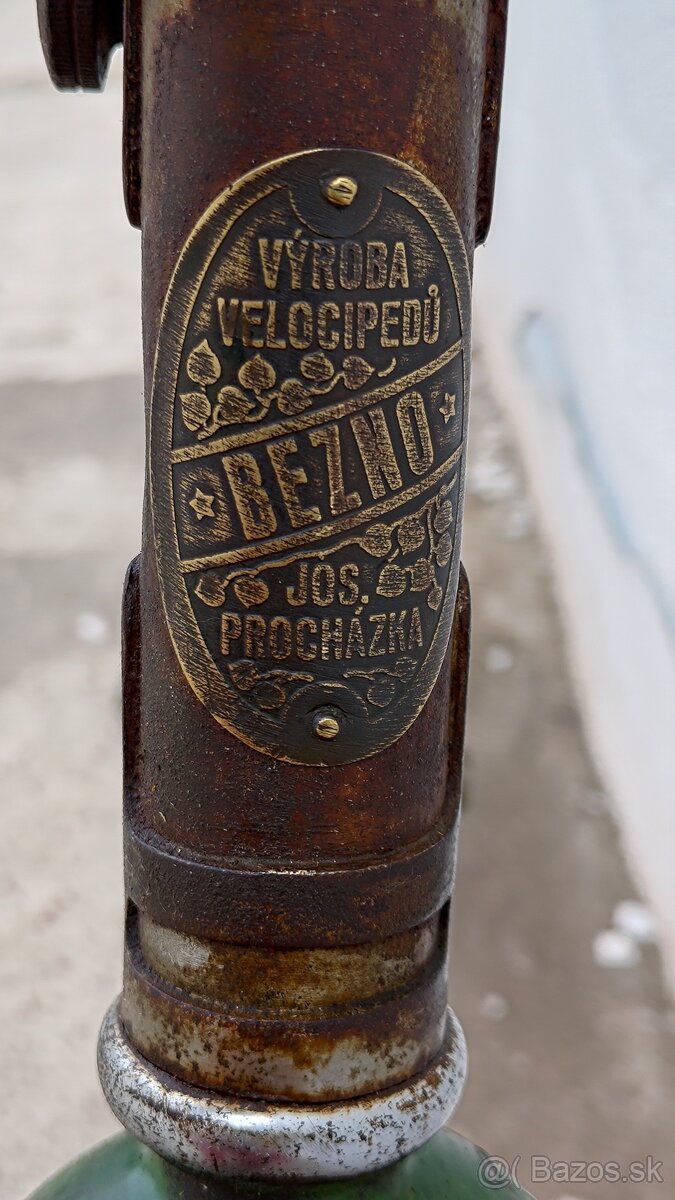 VÝROBA
VELOCIPEDŮ
BEZNO
JOS.
PROCHÁZKA
@( Bazos.sk